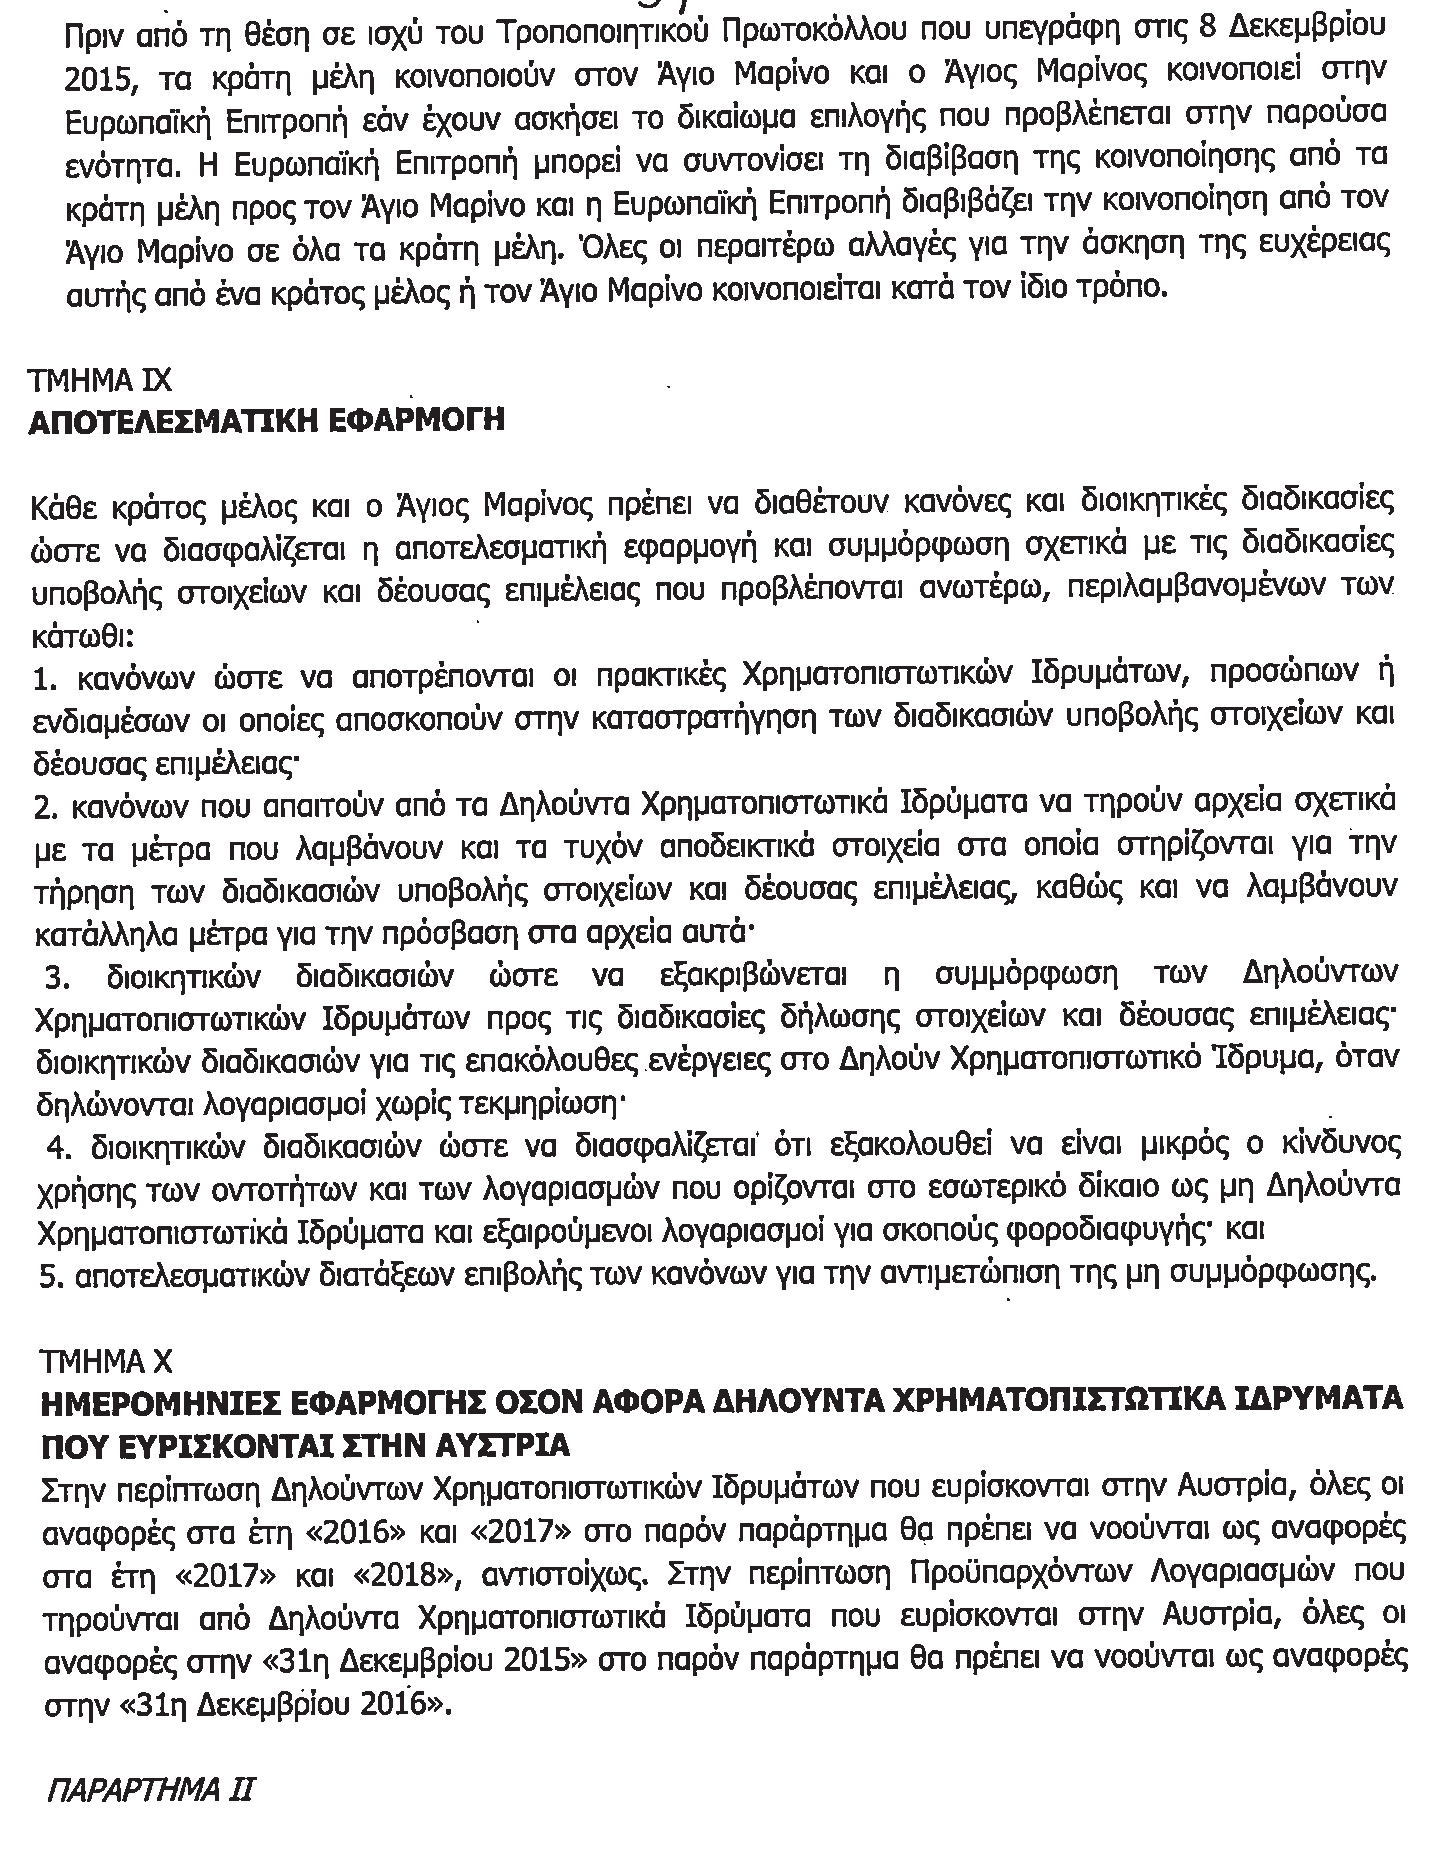 Πριν από τη θέση σε ισχύ του Τροποποιητικού Πρωτοκόλλου που υπεγράφη στις 8 Δεκεμβρίου
2015, τα κράτη μέλη κοινοποιούν στον Άγιο Μαρίνο και ο Άγιος Μαρίνος κοινοποιεί στην
Ευρωπαϊκή Επιτροπή εάν έχουν ασκήσει το δικαίωμα επιλογής που προβλέπεται στην παρούσα
ενότητα. Η Ευρωπαϊκή Επιτροπή μπορεί να συντονίσει τη διαβίβαση της κοινοποίησης από τα
κράτη μέλη προς τον Άγιο Μαρίνο και η Ευρωπαϊκή Επιτροπή διαβιβάζει την κοινοποίηση από τον
Άγιο Μαρίνο σε όλα τα κράτη μέλη. Όλες οι περαιτέρω αλλαγές για την άσκηση της ευχέρειας
αυτής από ένα κράτος μέλος ή τον Άγιο Μαρίνο κοινοποιείται κατά τον ίδιο τρόπο.
ΤΜΗΜΑ IX
ΑΠΟΤΕΛΕΣΜΑΤΙΚΗ ΕΦΑΡΜΟΓΗ
Κάθε κράτος μέλος και ο Άγιος Μαρίνος πρέπει να διαθέτουν κανόνες και διοικητικές διαδικασίες
ώστε να διασφαλίζεται η αποτελεσματική εφαρμογή και συμμόρφωση σχετικά με τις διαδικασίες
υποβολής στοιχείων και δέουσας επιμέλειας που προβλέπονται ανωτέρω, περιλαμβανομένων των
κάτωθι:
1. κανόνων ώστε να αποτρέπονται οι πρακτικές Χρηματοπιστωτικών Ιδρυμάτων, προσώπων ή
ενδιαμέσων οι οποίες αποσκοπούν στην καταστρατήγηση των διαδικασιών υποβολής στοιχείων και
δέουσας επιμέλειας·
2. κανόνων που απαιτούν από τα Δηλούντα Χρηματοπιστωτικά Ιδρύματα να τηρούν αρχεία σχετικά
με τα μέτρα που λαμβάνουν και τα τυχόν αποδεικτικά στοιχεία στα οποία στηρίζονται για την
τήρηση των διαδικασιών υποβολής στοιχείων και δέουσας επιμέλειας, καθώς και να λαμβάνουν
κατάλληλα μέτρα για την πρόσβαση στα αρχεία αυτά·
3. διοικητικών διαδικασιών ώστε να εξακριβώνεται η συμμόρφωση των Δηλούντων
Χρηματοπιστωτικών Ιδρυμάτων προς τις διαδικασίες δήλωσης στοιχείων και δέουσας επιμέλειας·
διοικητικών διαδικασιών για τις επακόλουθες ενέργειες στο Δηλούν Χρηματοπιστωτικό Ίδρυμα, όταν
δηλώνονται λογαριασμοί χωρίς τεκμηρίωση·
4. διοικητικών διαδικασιών ώστε να διασφαλίζεται ότι εξακολουθεί να είναι μικρός ο κίνδυνος
χρήσης των οντοτήτων και των λογαριασμών που ορίζονται στο εσωτερικό δίκαιο ως μη Δηλούντα
Χρηματοπιστωτικά Ιδρύματα και εξαιρούμενοι λογαριασμοί για σκοπούς φοροδιαφυγής· και
5. αποτελεσματικών διατάξεων επιβολής των κανόνων για την αντιμετώπιση της μη συμμόρφωσης.
ΤΜΗΜΑ X
ΗΜΕΡΟΜΗΝΙΕΣ ΕΦΑΡΜΟΓΗΣ ΟΣΟΝ ΑΦΟΡΑ ΔΗΛΟΥΝΤΑ ΧΡΗΜΑΤΟΠΙΣΤΩΤΙΚΑ ΙΔΡΥΜΑΤΑ
ΠΟΥ ΕΥΡΙΣΚΟΝΤΑΙ ΣΤΗΝ ΑΥΣΤΡΙΑ
Στην περίπτωση Δηλούντων Χρηματοπιστωτικών Ιδρυμάτων που ευρίσκονται στην Αυστρία, όλες οι
αναφορές στα έτη «2016» και «2017» στο παρόν παράρτημα θα πρέπει να νοούνται ως αναφορές
στα έτη «2017» και «2018», αντιστοίχως. Στην περίπτωση Προϋπαρχόντων Λογαριασμών που
τηρούνται από Δηλούντα Χρηματοπιστωτικά Ιδρύματα που ευρίσκονται στην Αυστρία, όλες οι
αναφορές στην «31η Δεκεμβρίου 2015» στο παρόν παράρτημα θα πρέπει να νοούνται ως αναφορές
στην «31η Δεκεμβρίου 2016».
ΠΑΡΑΡΤΗΜΑ II